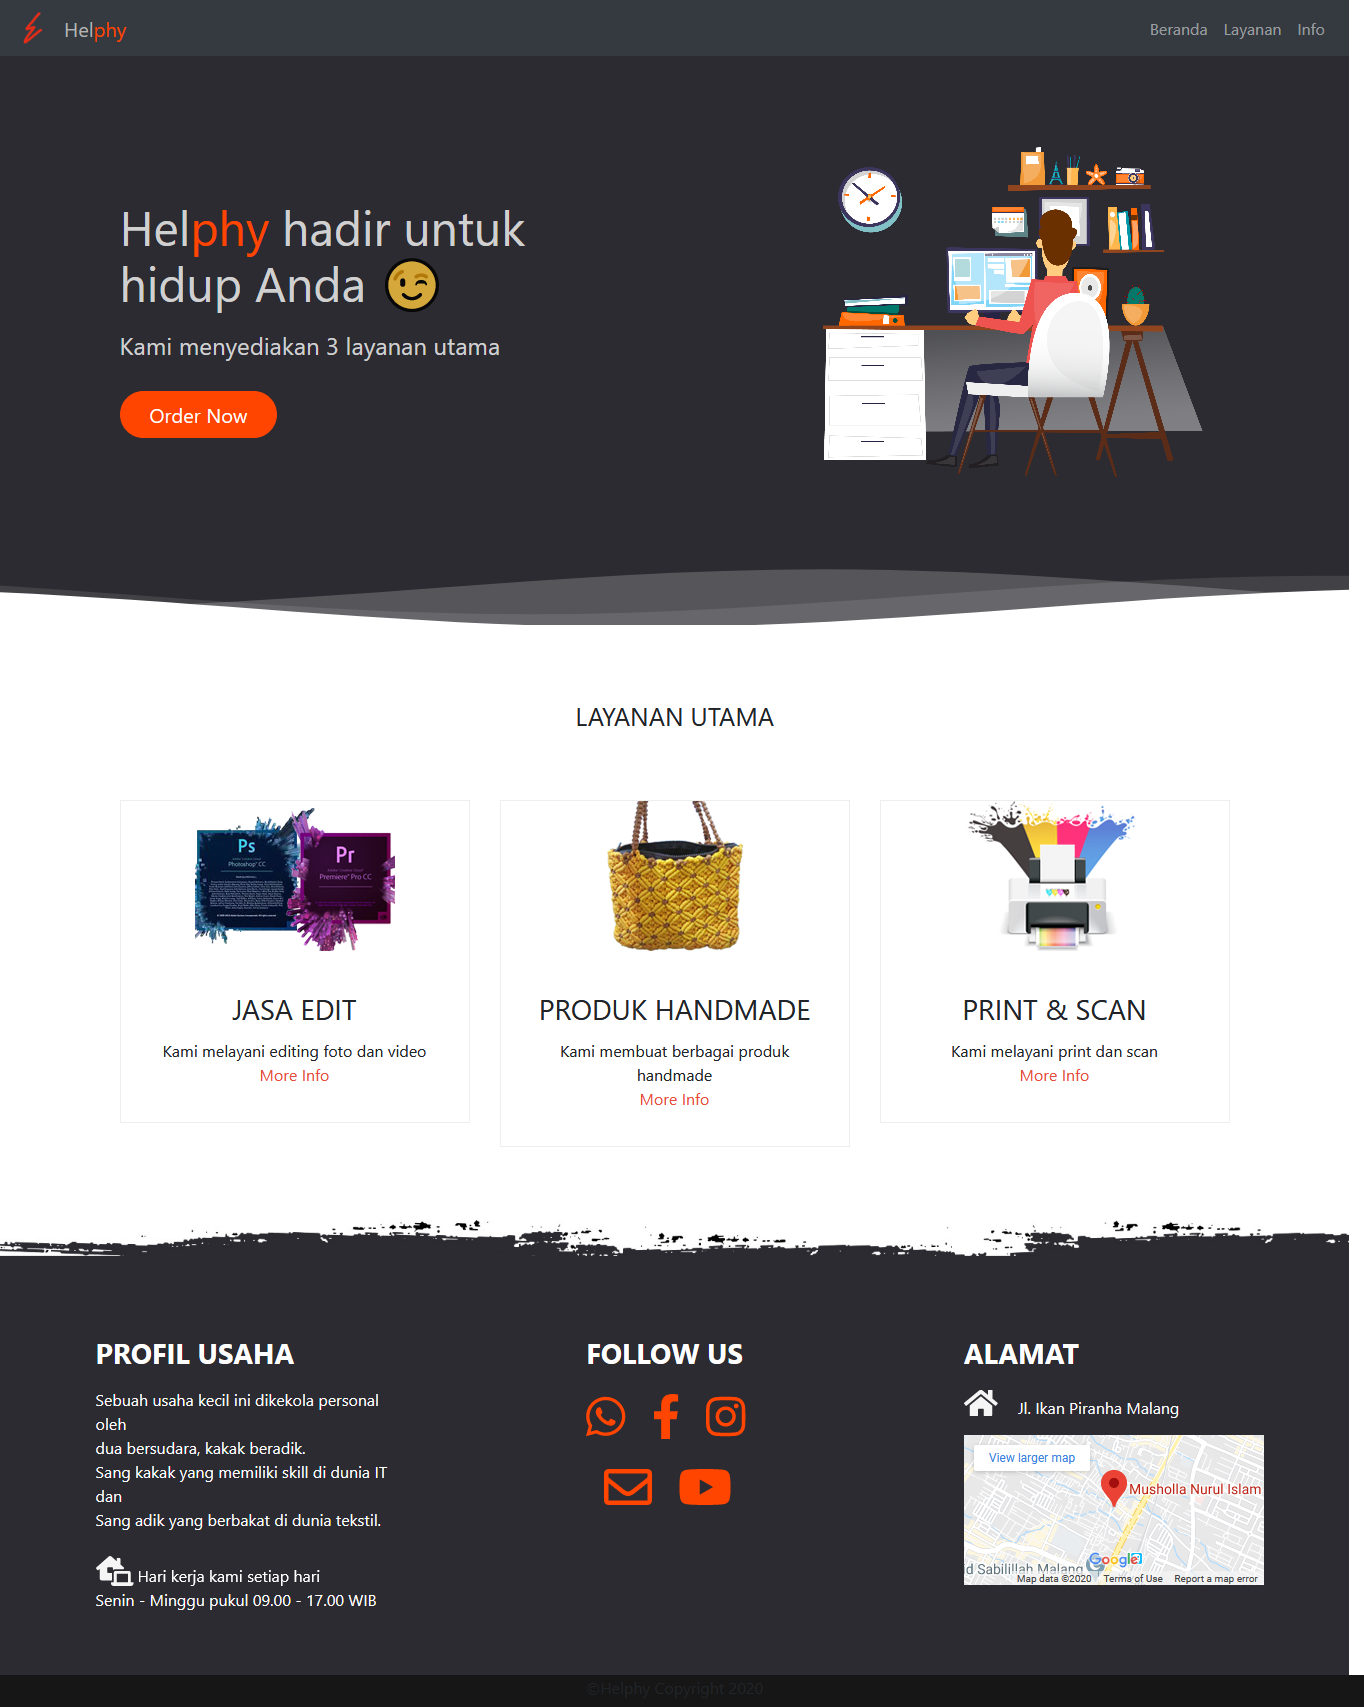 Helphy
Beranda Layanan Info
Helphy hadir untuk
hidup Anda
Kami menyediakan 3 layanan utama
Order Now
LAYANAN UTAMA
Ps
Photoshop CC
Pr
Premiere Pro CC
JASA EDIT
Kami melayani editing foto dan video
More Info
PRODUK HANDMADE
Kami membuat berbagai produk
handmade
More Info
PRINT & SCAN
Kami melayani print dan scan
More Info
PROFIL USAHA
Sebuah usaha kecil ini dikekola personal
oleh
dua bersudara, kakak beradik.
Sang kakak yang memiliki skill di dunia IT
dan
Sang adik yang berbakat di dunia tekstil.
Hari kerja kami setiap hari
Senin - Minggu pukul 09.00 - 17.00 WIB
FOLLOW US
ALAMAT
Jl. Ikan Piranha Malang
View larger map
Musholla Nurul Islam
d Sabilillah Malang
Google
Map data ©2020 Terms of Use Report a map error
©Helphy Copyright 2020